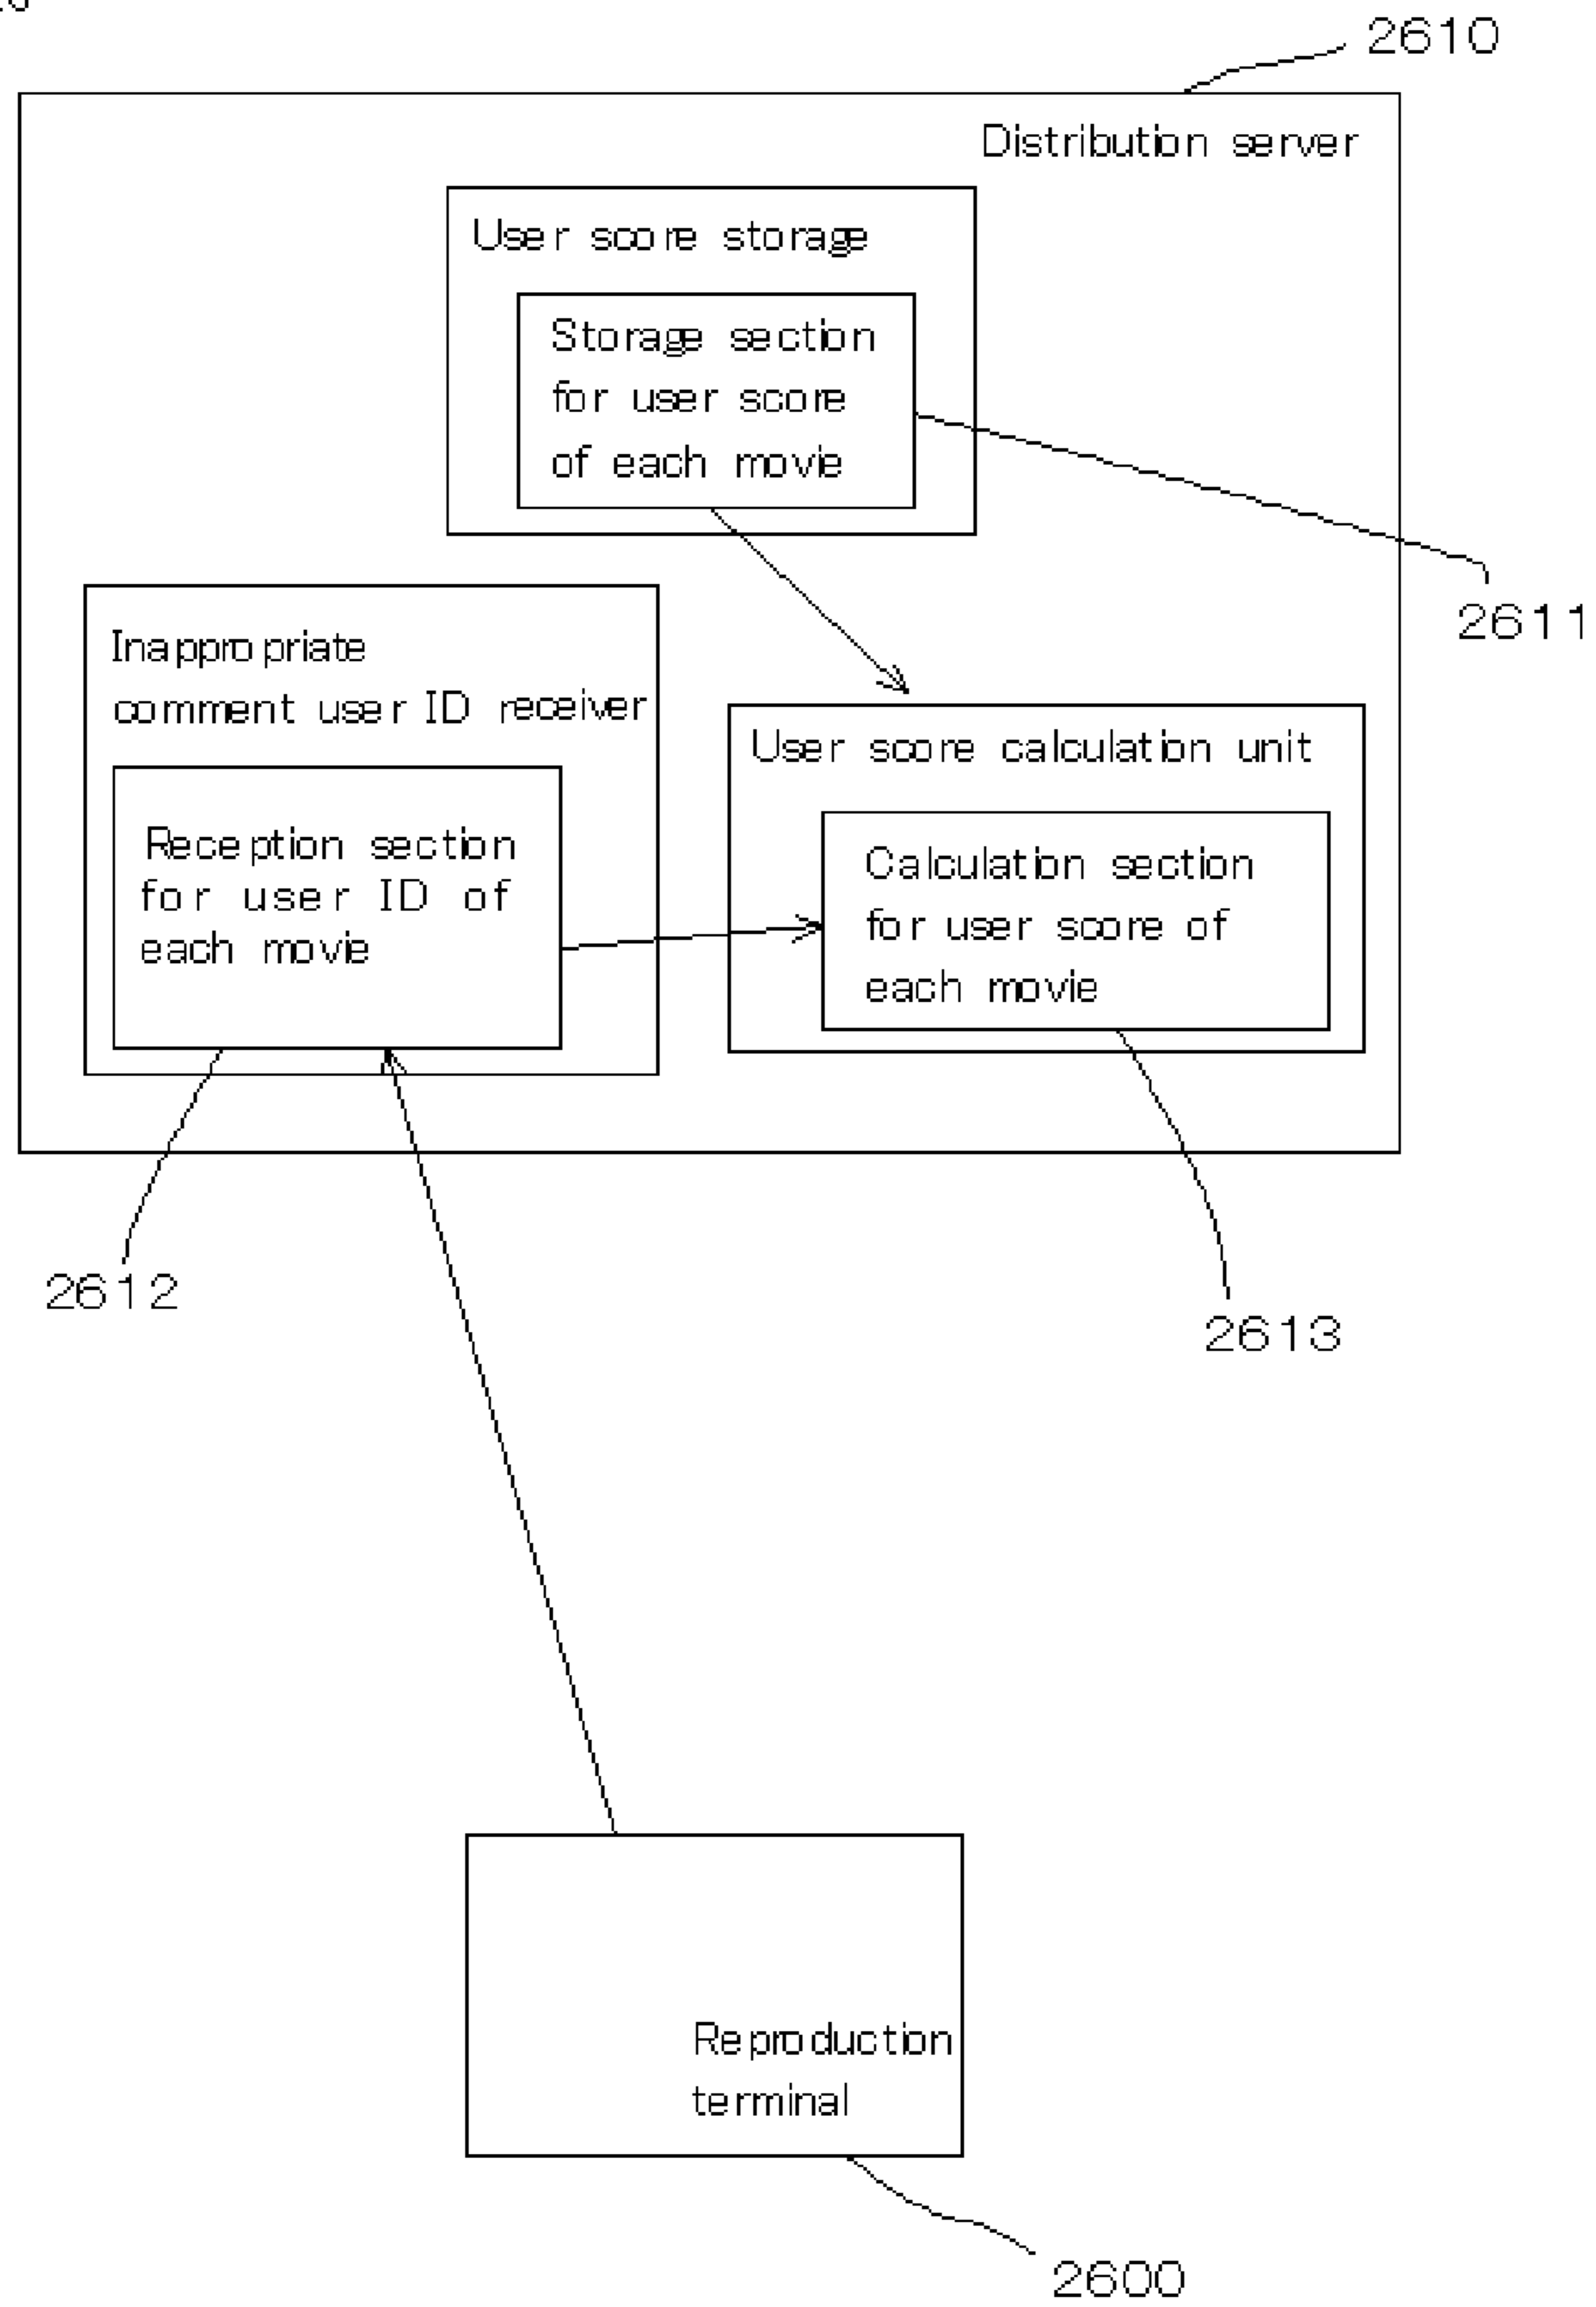 2610
Distribution server
User score storage
Storage section
for user score
of each movie
2611
Inappropriate
comment user ID receiver
Reception section
for user ID of
each movie
User score calculation unit
Calculation section
for user score of
each movie
2612
2613
Reproduction
terminal
2600